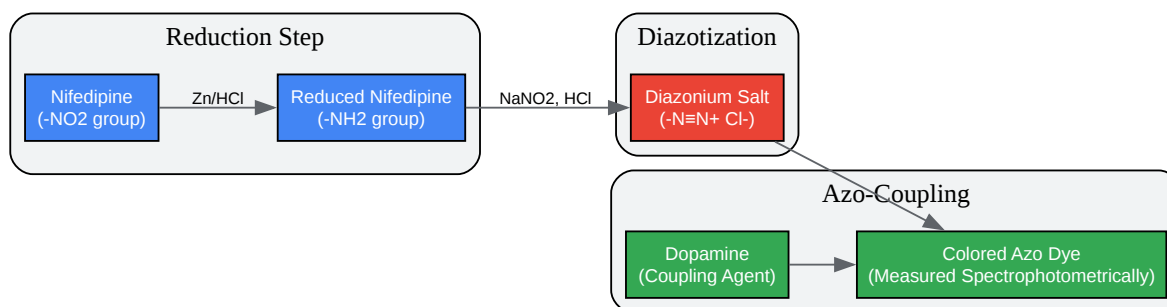 Reduction Step
Nifedipine
(-NO2 group)
Zn/HCl
Reduced Nifedipine
(-NH2 group)
NaNO2, HCl
Diazotization
Diazonium Salt
(-N≡N+ Cl-)
Azo-Coupling
Dopamine
(Coupling Agent)
Colored Azo Dye
(Measured Spectrophotometrically)